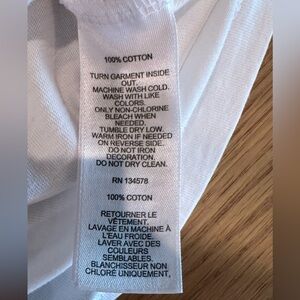 100% COTTON
TURN GARMENT INSIDE
OUT.
MACHINE WASH COLD.
WASH WITH LIKE
COLORS.
ONLY NON-CHLORINE
BLEACH WHEN
NEEDED.
TUMBLE DRY LOW.
WARM IRON IF NEEDED
ON REVERSE SIDE.
DO NOT IRON
DECORATION.
DO NOT DRY CLEAN.
RN 134578
100% COTON
RETOURNER LE
VÊTEMENT.
LAVAGE EN MACHINE À
L'EAU FROIDE.
LAVER AVEC DES
COULEURS
SEMBLABLES.
BLANCHISSEUR NON
CHLORÉ UNIQUEMENT,